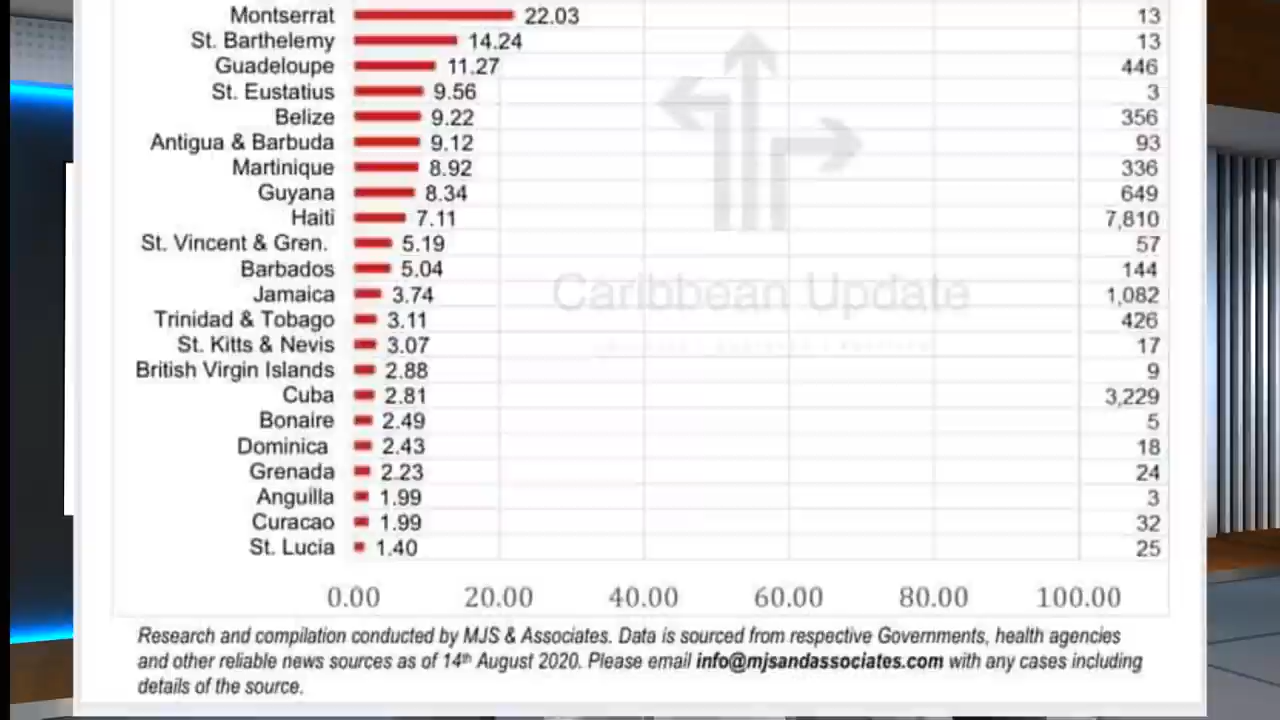 Montserrat 22.03 13
St. Barthelemy 14.24 13
Guadeloupe 11.27 446
St. Eustatius 9.56 3
Belize 9.22 356
Antigua & Barbuda 9.12 93
Martinique 8.92 336
Guyana 8.34 649
Haiti 7.11 7,810
St. Vincent & Gren. 5.19 57
Barbados 5.04 144
Caribbean Update
Jamaica 3.74 1,082
Trinidad & Tobago 3.11 426
St. Kitts & Nevis 3.07 17
British Virgin Islands 2.88 9
Cuba 2.81 3,229
Bonaire 2.49 5
Dominica 2.43 18
Grenada 2.23 24
Anguilla 1.99 3
Curacao 1.99 32
St. Lucia 1.40 25
0.00 20.00 40.00 60.00 80.00 100.00
Research and compilation conducted by MJS & Associates. Data is sourced from respective Governments, health agencies
and other reliable news sources as of 14th August 2020. Please email info@mjsandassociates.com with any cases including
details of the source.